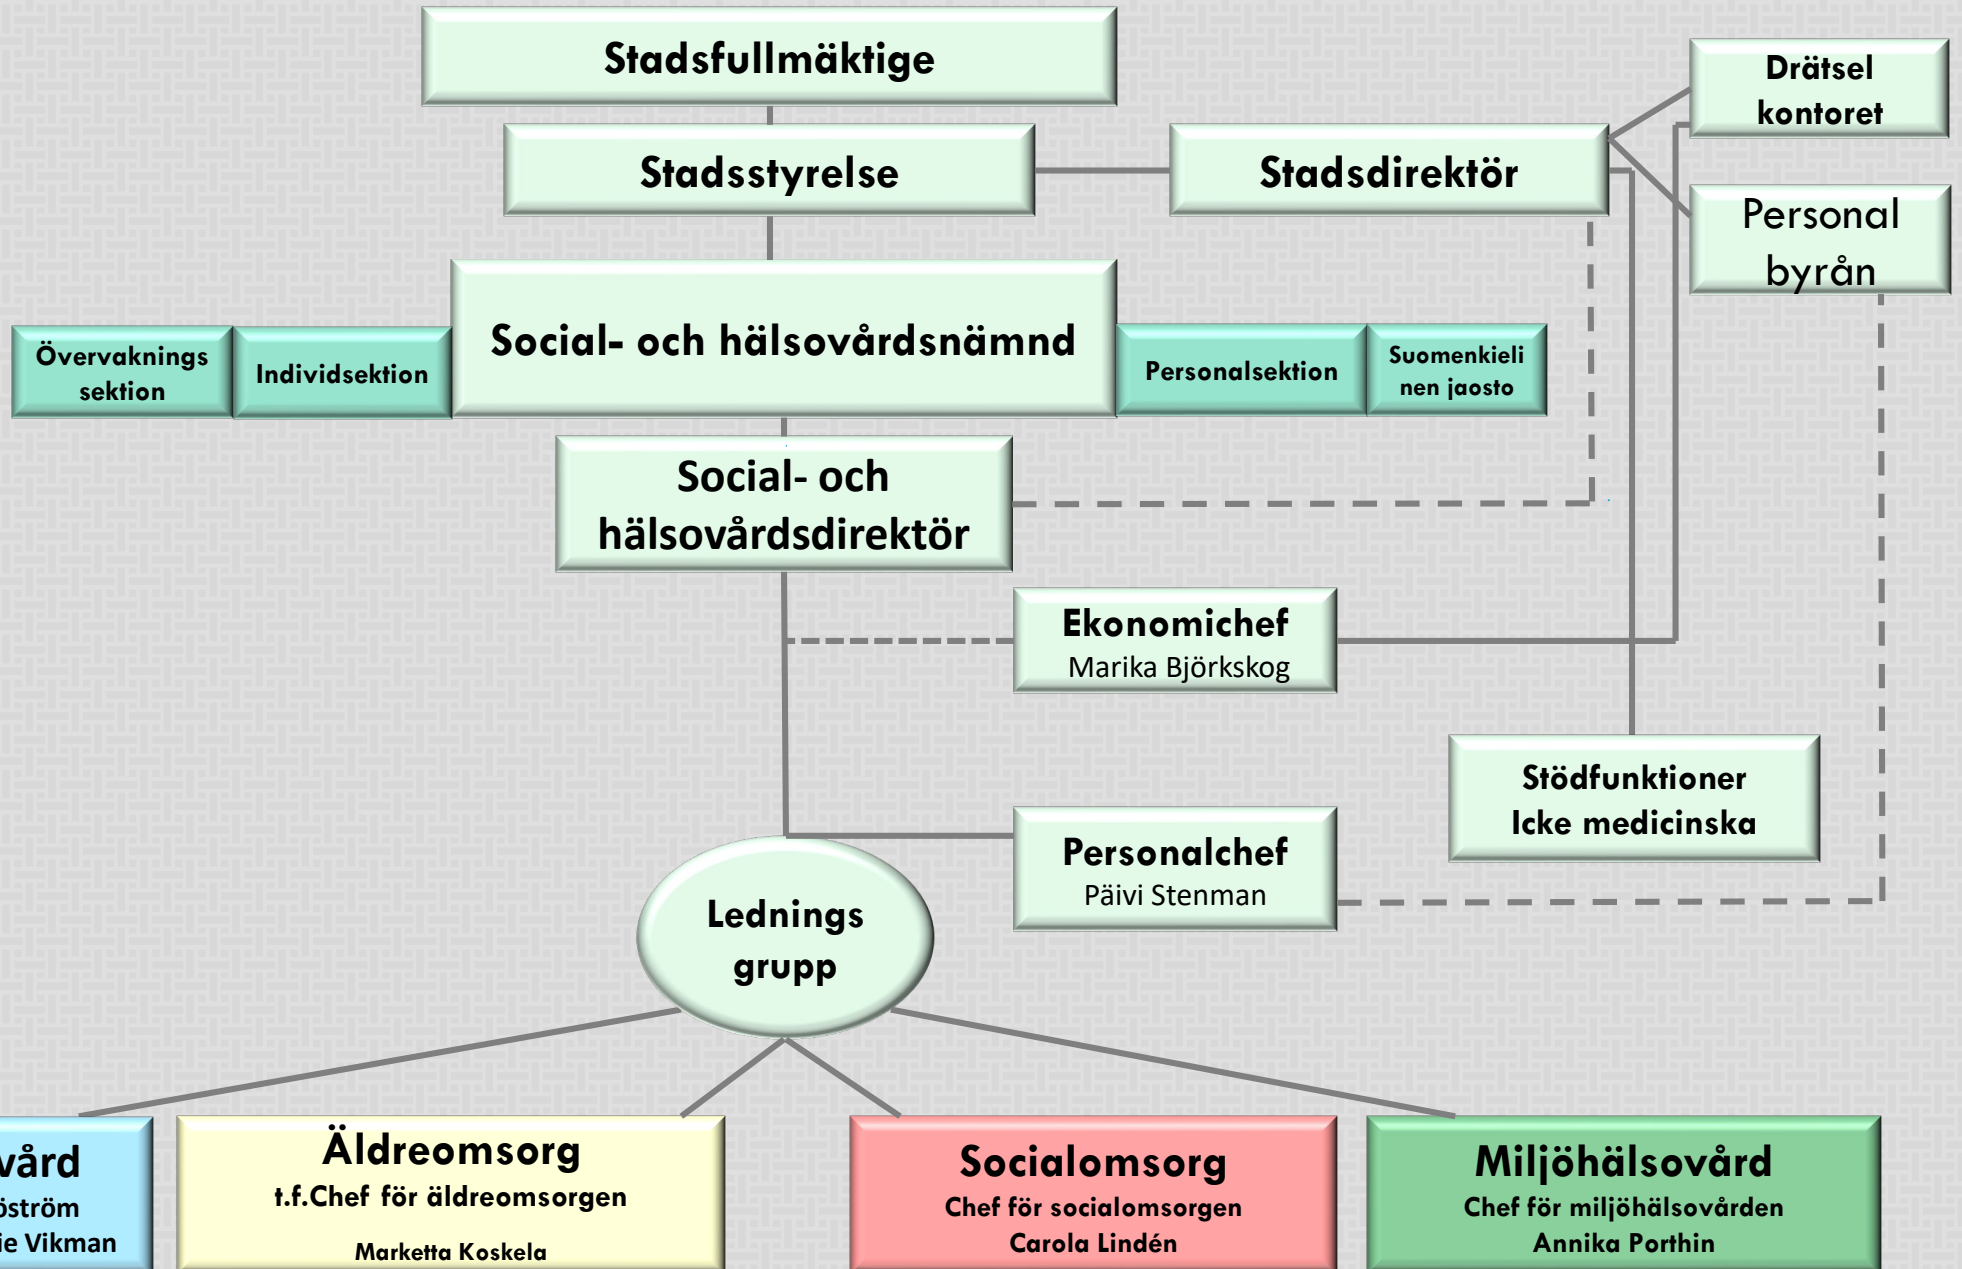 Stadsfullmäktige
Drätsel
kontoret
Stadsstyrelse
Stadsdirektör
Personal
byrån
Social- och hälsovårdsnämnd
Övervaknings
sektion
Individsektion
Personalsektion
Suomenkieli
nen jaosto
Social- och
hälsovårdsdirektör
Ekonomichef
Marika Björkskog
Stödfunktioner
Icke medicinska
Personalchef
Päivi Stenman
Lednings
grupp
vård
Vikman
Äldreomsorg
t.f.Chef för äldreomsorgen
Marketta Koskela
Socialomsorg
Chef för socialomsorgen
Carola Lindén
Miljöhälsovård
Chef för miljöhälsovården
Annika Porthin